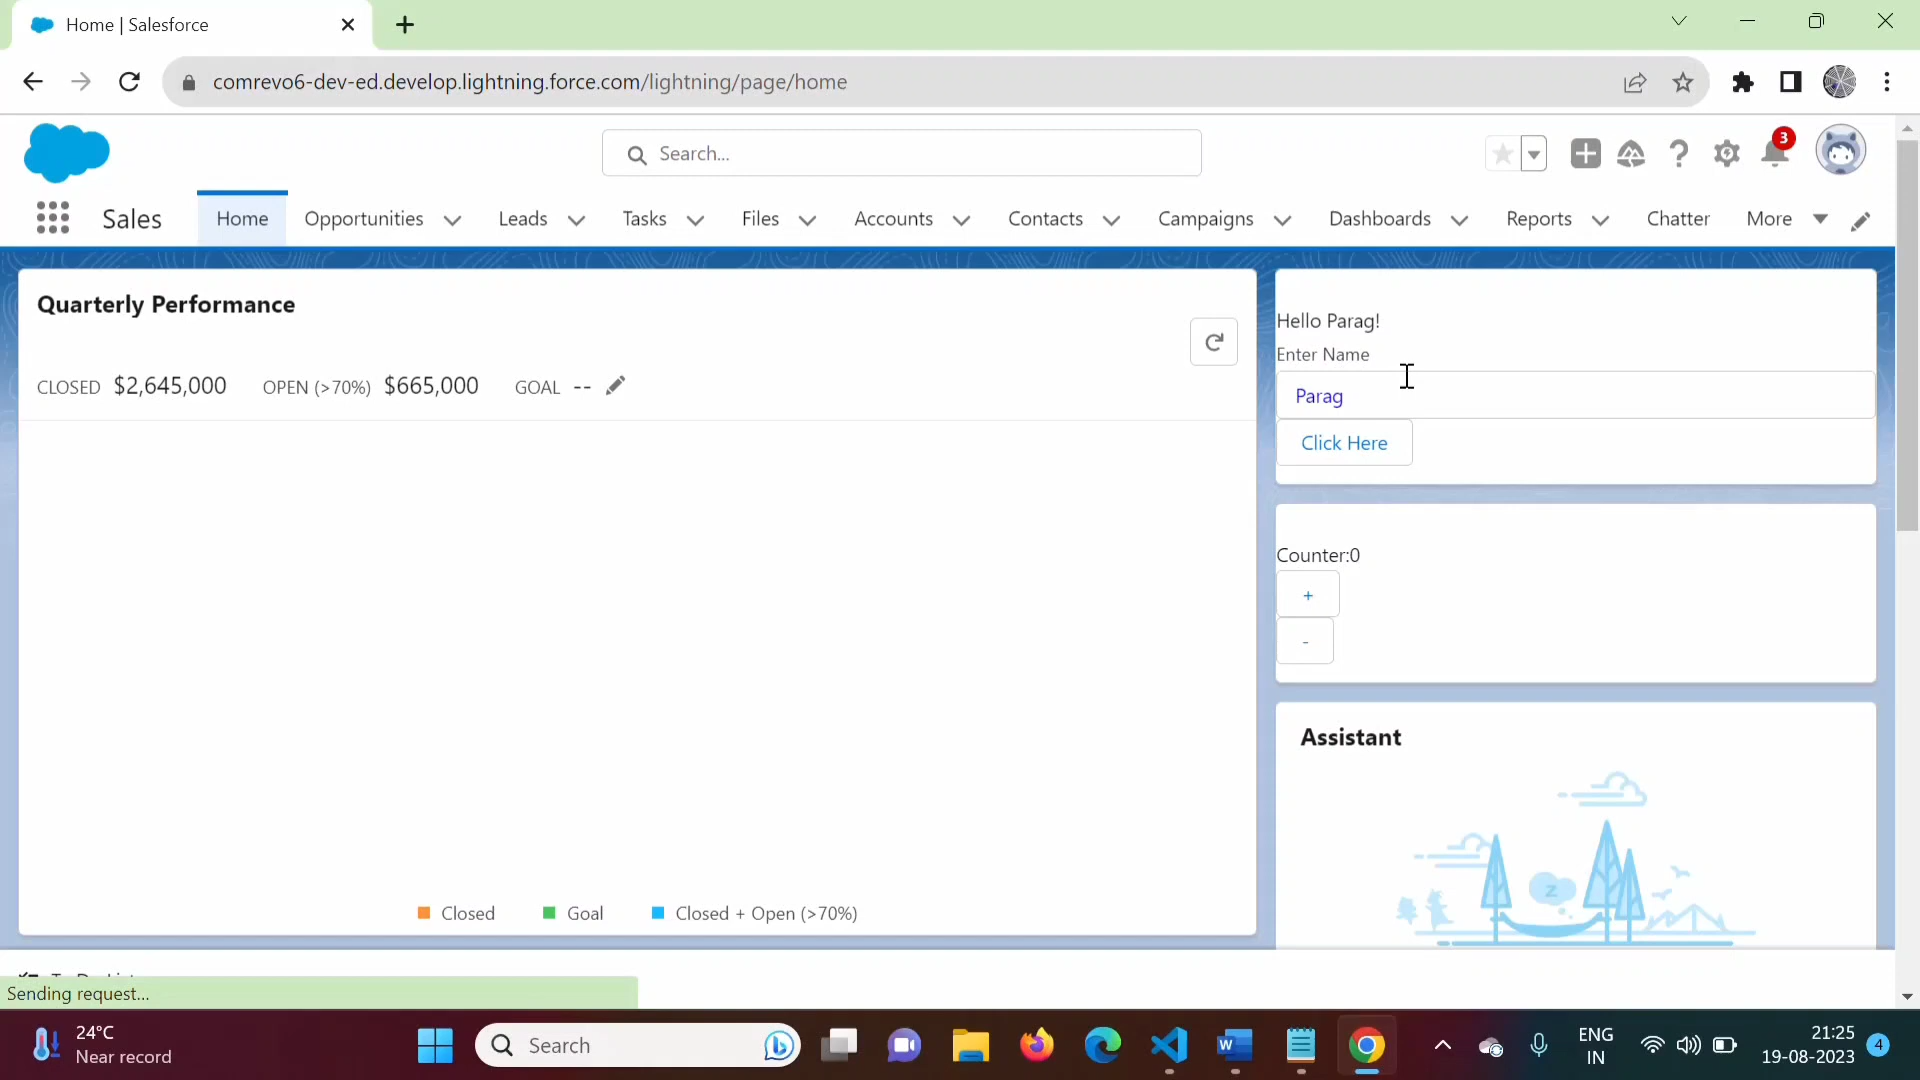 Home | Salesforce
comrevo6-dev-ed.develop.lightning.force.com/lightning/page/home
Search...
3
Sales
Home
Opportunities
Leads
Tasks
Files
Accounts
Contacts
Campaigns
Dashboards
Reports
Chatter
More
Quarterly Performance
CLOSED $2,645,000 OPEN (>70%) $665,000 GOAL --
Closed
Goal
Closed + Open (>70%)
Hello Parag!
Enter Name
Parag
Click Here
Counter:0
+
-
Assistant
z
To Do List
Sending request...
24°C
Near record
Search
ENG
IN
21:25
19-08-2023
4